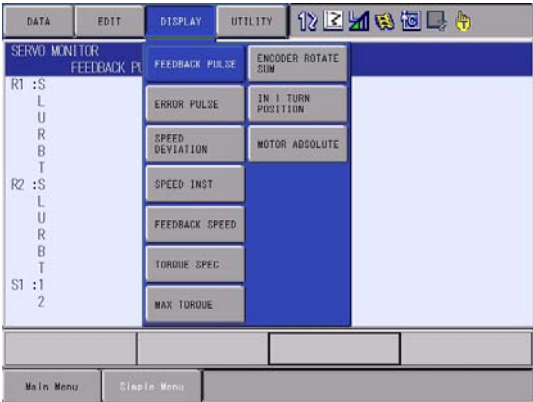 DATA
EDIT
DISPLAY
UTILITY
SERVO MONITOR
FEEDBACK PU
R1 :S
L
U
R
B
T
R2 :S
L
U
R
B
T
S1 :1
2
FEEDBACK PULSE
ERROR PULSE
SPEED
DEVIATION
SPEED INST
FEEDBACK SPEED
TORQUE SPEC
MAX TORQUE
ENCODER ROTATE
SUM
IN 1 TURN
POSITION
MOTOR ABSOLUTE
Main Menu
Simple Menu